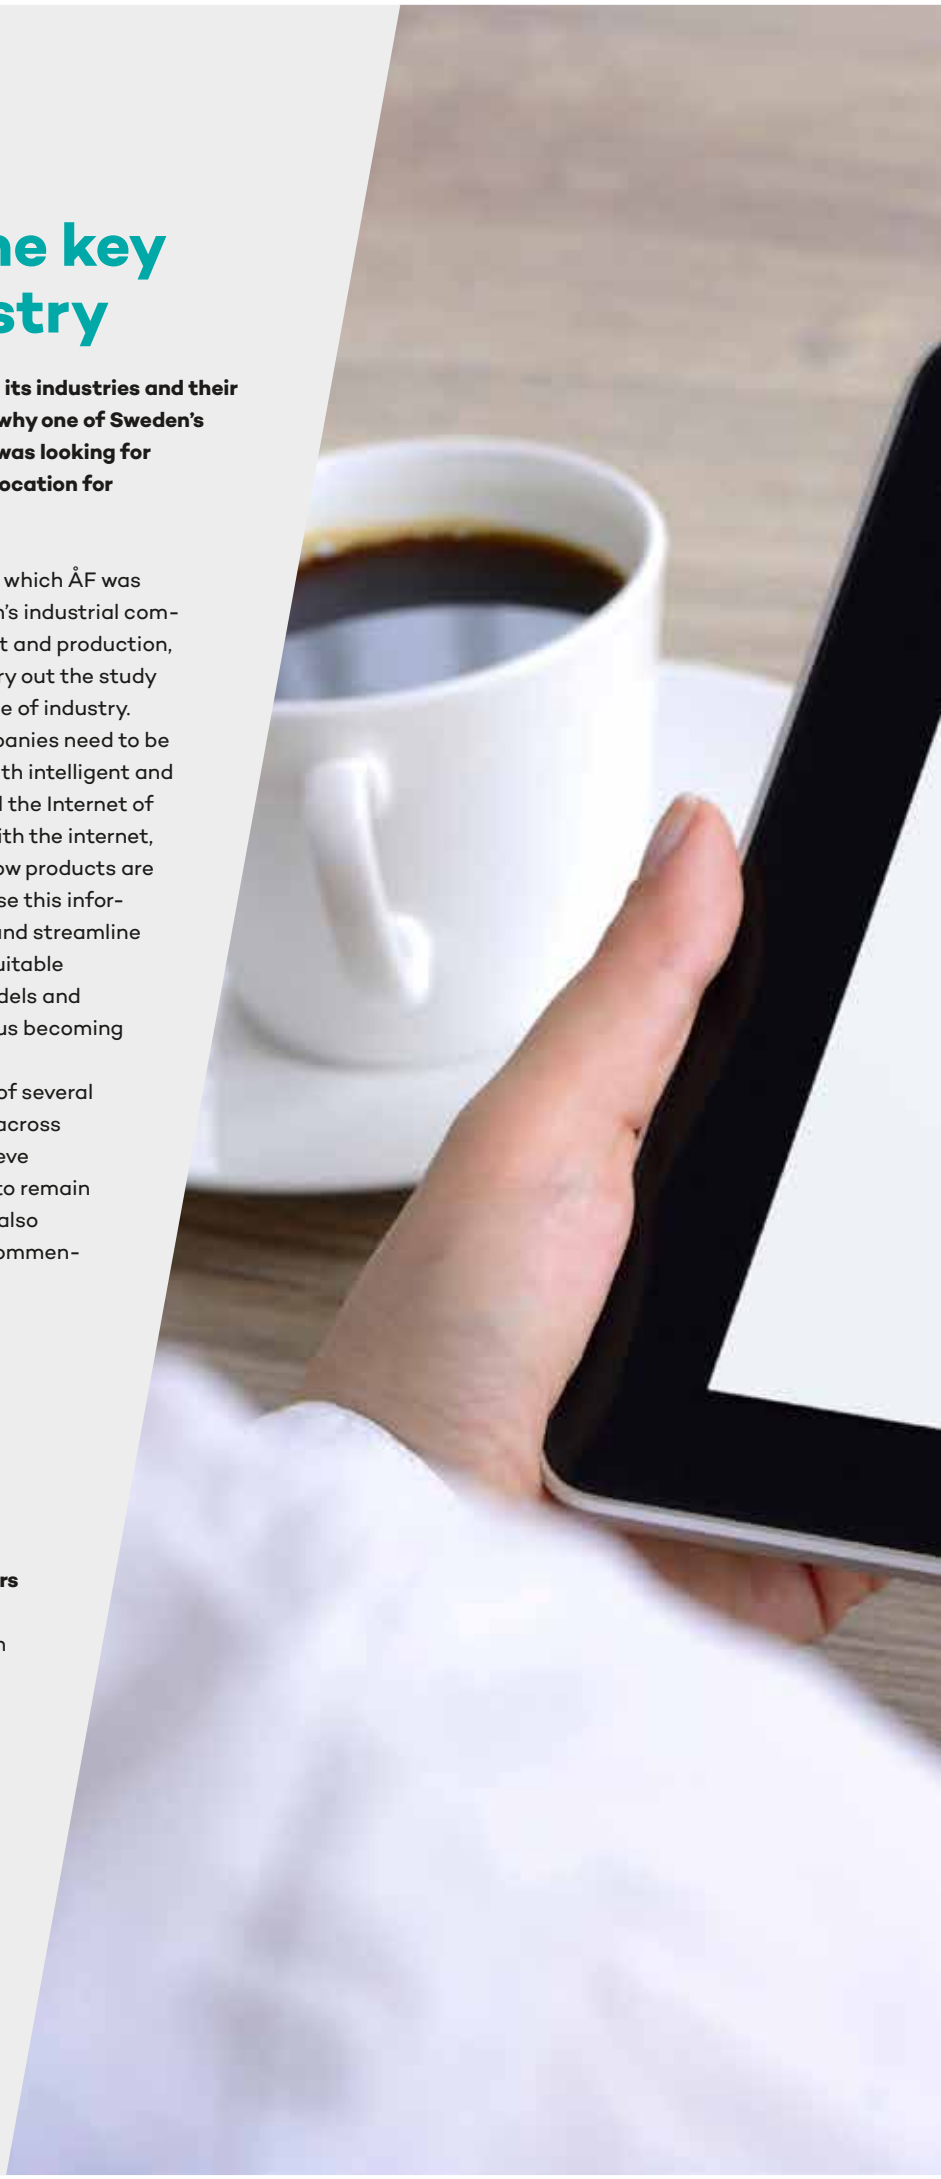 he key
stry
its industries and their
why one of Sweden’s
was looking for
ocation for
which ÅF was
n’s industrial com-
t and production,
ry out the study
e of industry.
panies need to be
th intelligent and
the Internet of
ith the internet,
ow products are
se this infor-
and streamline
uitable
dels and
us becoming
of several
across
eve
to remain
also
ommen-
rs
n